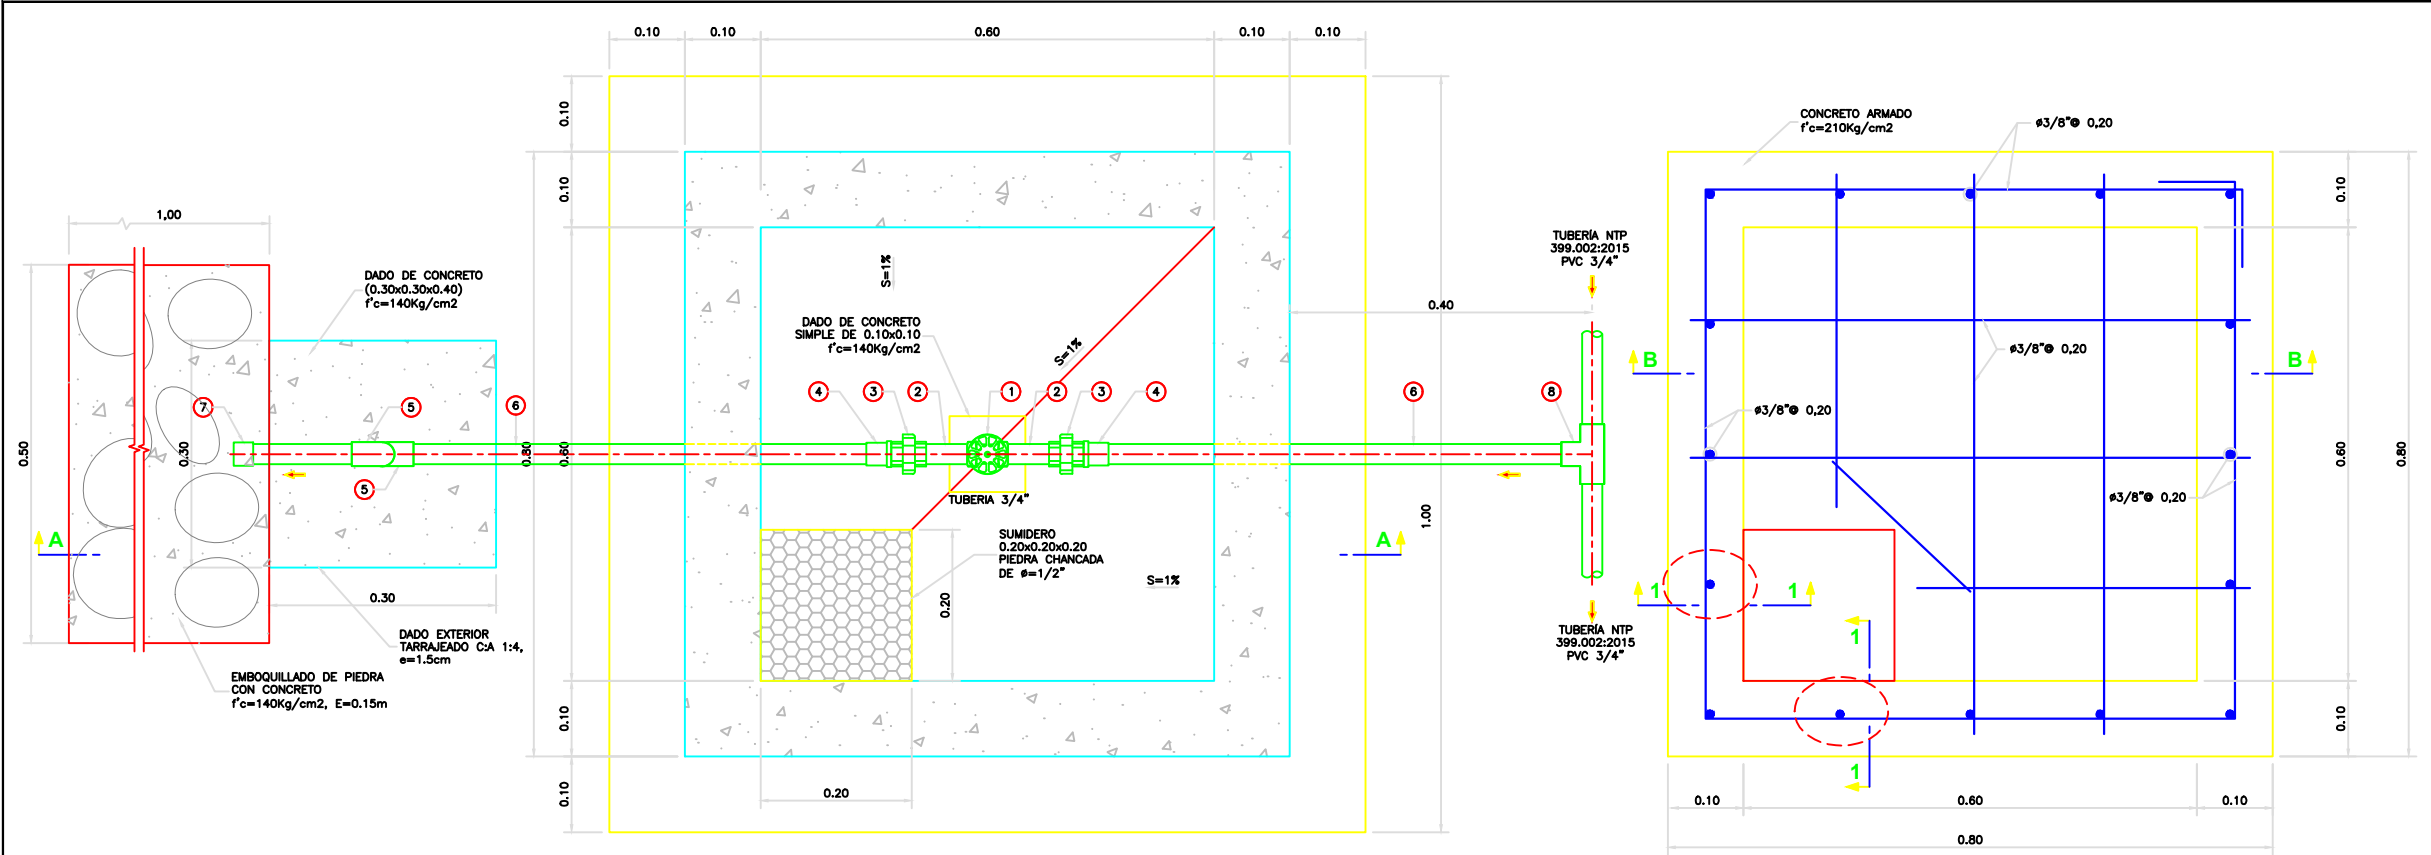 0.10
0.10
0.60
0.10
0.10
0.10
0.10
1,00
DADO DE CONCRETO
(0.30x0.30x0.40)
f'c=140Kg/cm2
S=1%
DADO DE CONCRETO
SIMPLE DE 0.10x0.10
f'c=140Kg/cm2
S=1%
0.40
TUBERÍA NTP
399.002:2015
PVC 3/4"
4
3
2
1
2
3
4
6
8
7
5
6
5
0.50
0.30
0.80
0.60
TUBERIA 3/4"
SUMIDERO
0.20x0.20x0.20
PIEDRA CHANCADA
DE ø=1/2"
S=1%
1.00
A
A
0.30
0.20
DADO EXTERIOR
TARRAJEADO C:A 1:4,
e=1.5cm
EMBOQUILLADO DE PIEDRA
CON CONCRETO
f'c=140Kg/cm2, E=0.15m
0.10
0.10
0.20
TUBERÍA NTP
399.002:2015
PVC 3/4"
CONCRETO ARMADO
f'c=210Kg/cm2
ø3/8"@ 0,20
0.10
B
B
ø3/8"@ 0,20
ø3/8"@ 0,20
ø3/8"@ 0,20
0.60
0.80
1
1
1
1
0.10
0.10
0.60
0.10
0.80